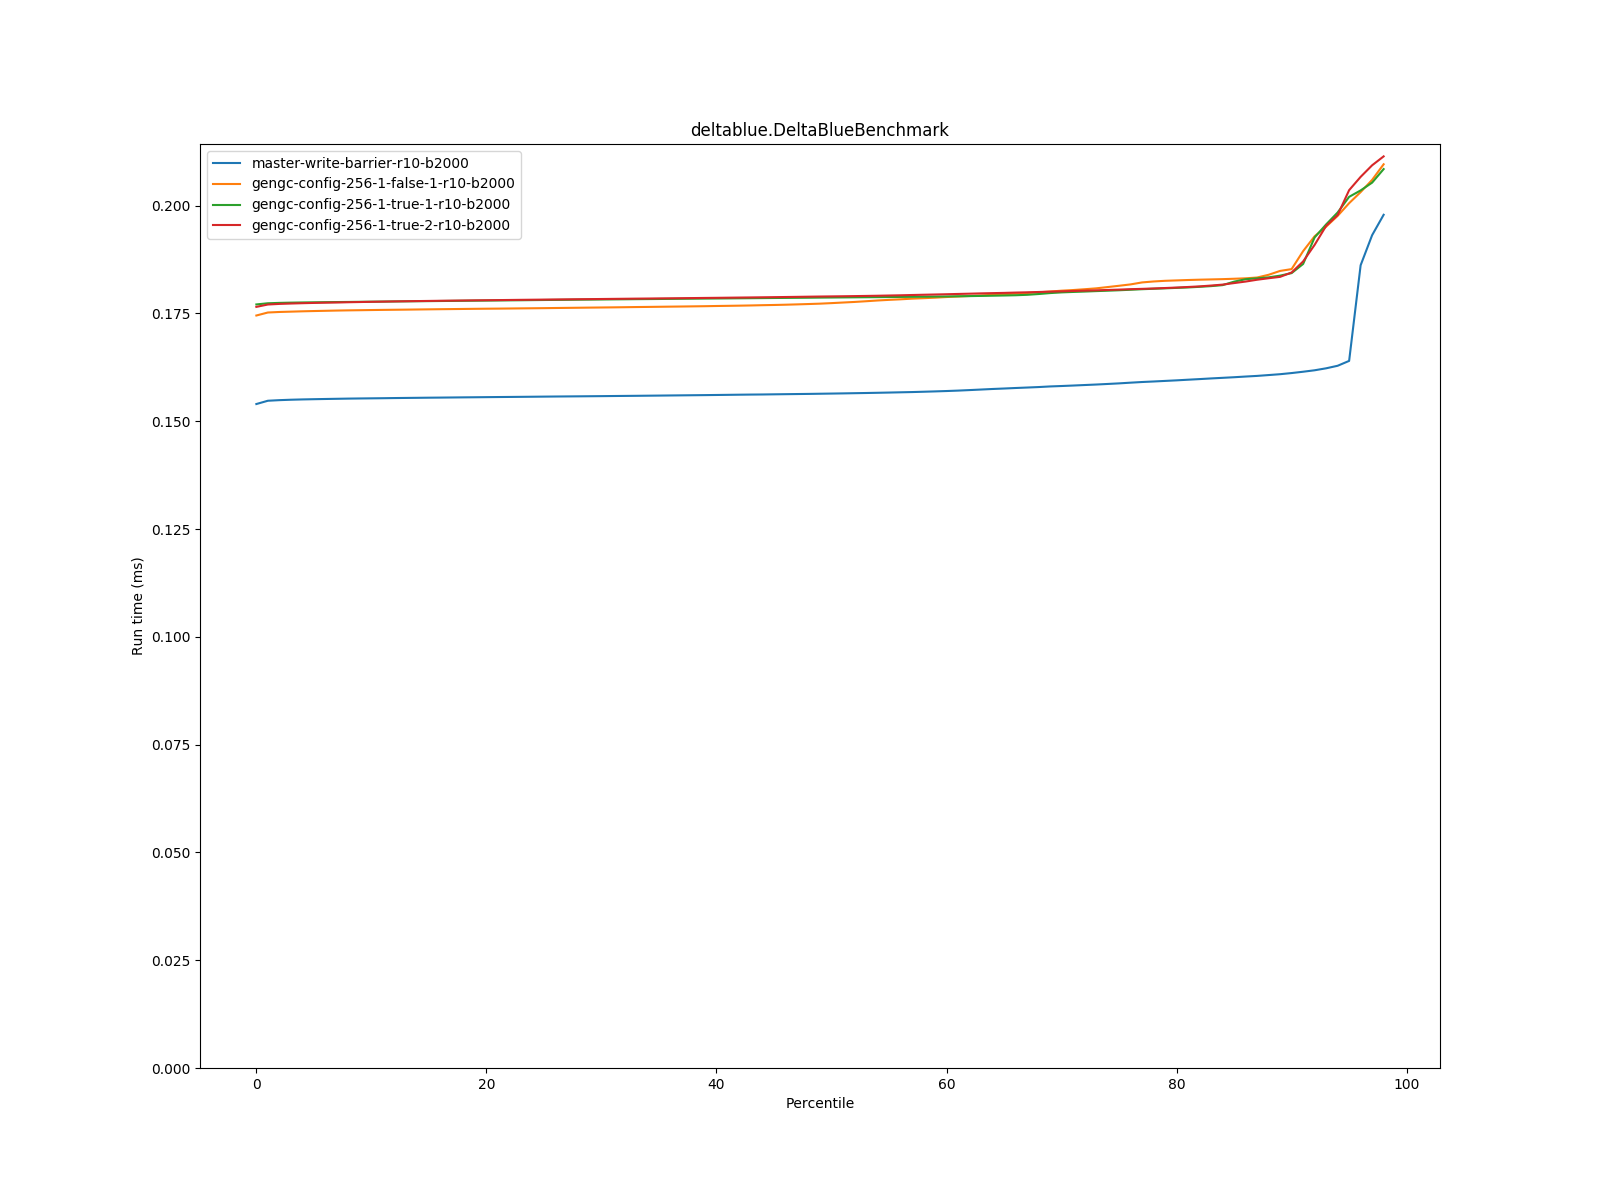 deltablue.DeltaBlueBenchmark
master-write-barrier-r10-b2000
gengc-config-256-1-false-1-r10-b2000
gengc-config-256-1-true-1-r10-b2000
gengc-config-256-1-true-2-r10-b2000
0.200
0.175
0.150
0.125
0.100
0.075
0.050
0.025
0.000
Run time (ms)
0 20 40 60 80 100
Percentile